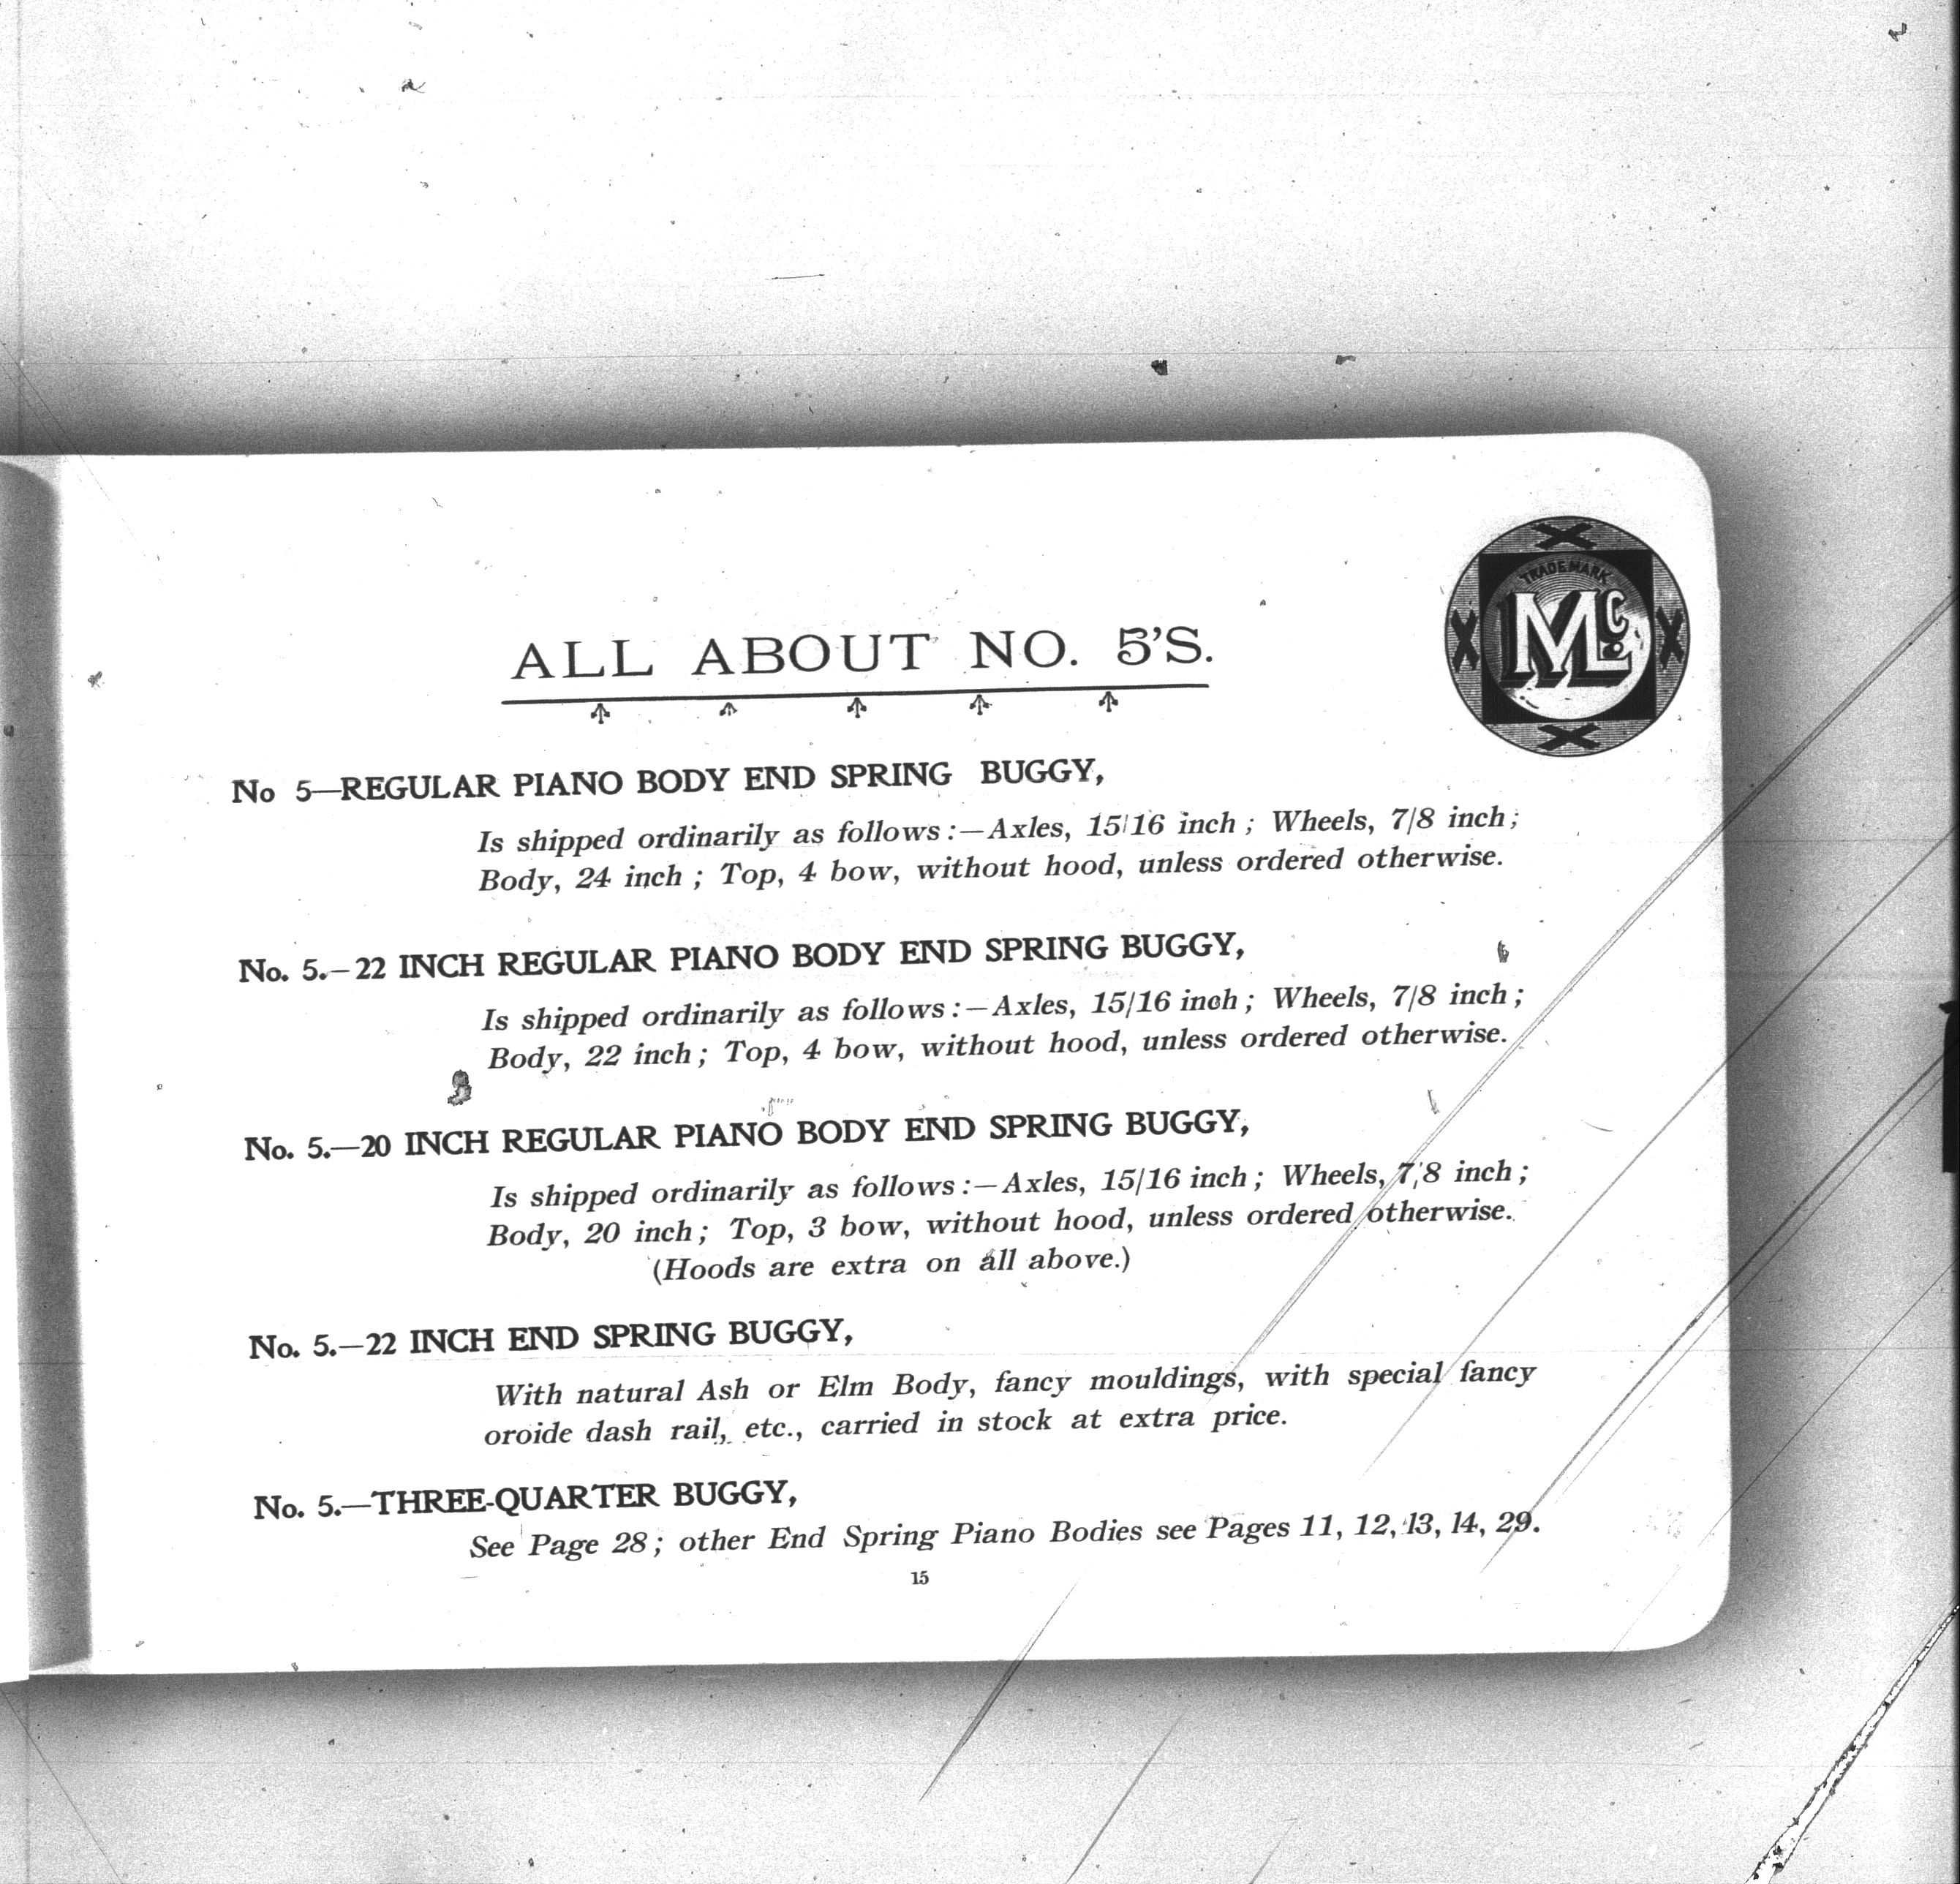 TRADE MARK
Mc.
ALL ABOUT NO. 5'S.
No 5—REGULAR PIANO BODY END SPRING BUGGY,
Is shipped ordinarily as follows:—Axles, 15/16 inch; Wheels, 7/8 inch;
Body, 24 inch; Top, 4 bow, without hood, unless ordered otherwise.
No. 5.—22 INCH REGULAR PIANO BODY END SPRING BUGGY,
Is shipped ordinarily as follows:—Axles, 15/16 inch; Wheels, 7/8 inch;
Body, 22 inch; Top, 4 bow, without hood, unless ordered otherwise.
No. 5.—20 INCH REGULAR PIANO BODY END SPRING BUGGY,
Is shipped ordinarily as follows:—Axles, 15/16 inch; Wheels, 7/8 inch;
Body, 20 inch; Top, 3 bow, without hood, unless ordered otherwise.
(Hoods are extra on all above.)
No. 5.—22 INCH END SPRING BUGGY,
With natural Ash or Elm Body, fancy mouldings, with special fancy
oroide dash rail, etc., carried in stock at extra price.
No. 5.—THREE-QUARTER BUGGY,
See Page 28; other End Spring Piano Bodies see Pages 11, 12, 13, 14, 29.
15